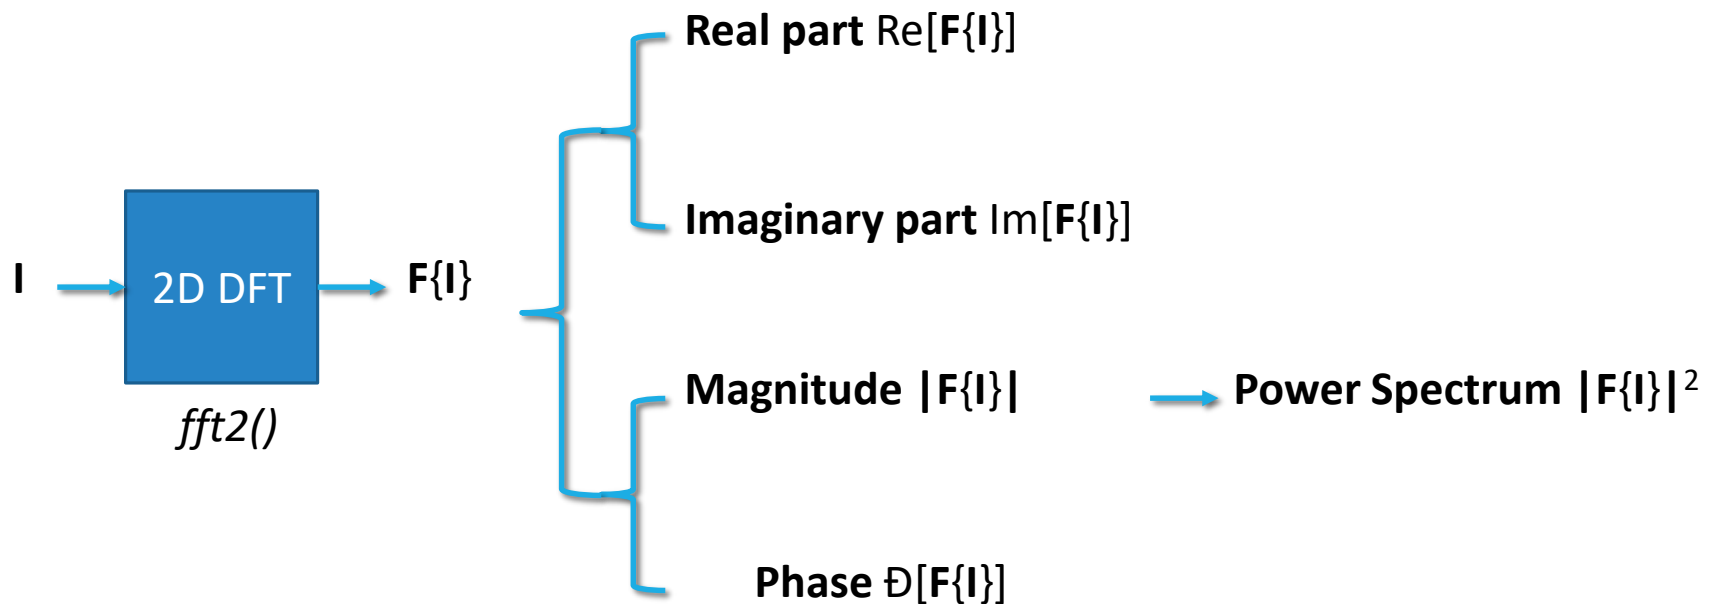 Real part Re[F{I}]
Imaginary part Im[F{I}]
I
2D DFT
F{I}
fft2()
Magnitude |F{I}|
Power Spectrum |F{I}|²
Phase Đ[F{I}]